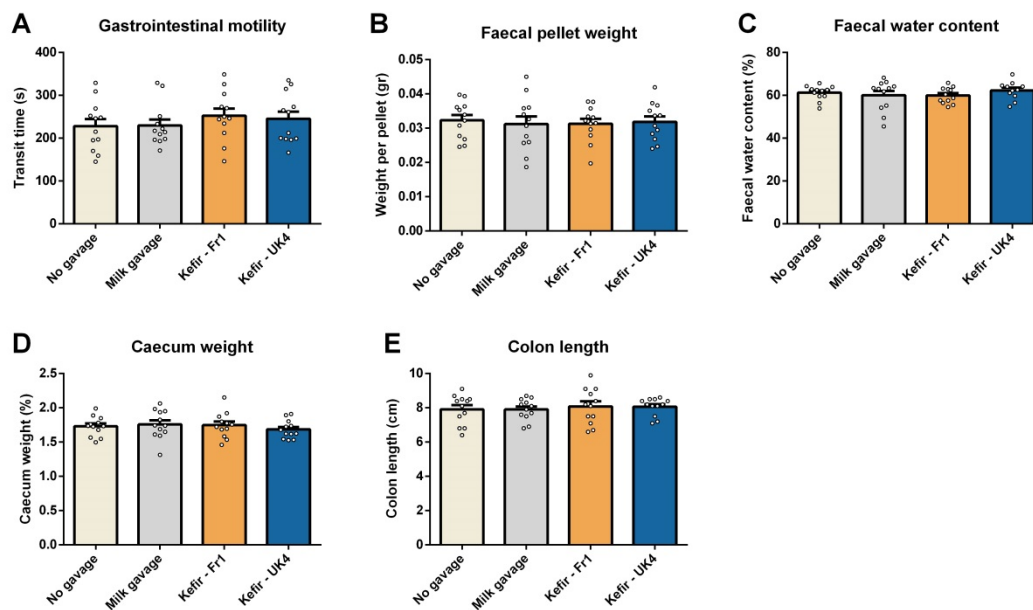 A
Gastrointestinal motility
Transit time (s)
400
300
200
100
0
No gavage
Milk gavage
Kefir - Fr1
Kefir - UK4
B
Faecal pellet weight
Weight per pellet (gr)
0.05
0.04
0.03
0.02
0.01
0.00
No gavage
Milk gavage
Kefir - Fr1
Kefir - UK4
C
Faecal water content
Faecal water content (%)
80
60
40
20
0
No gavage
Milk gavage
Kefir - Fr1
Kefir - UK4
D
Caecum weight
Caecum weight (%)
2.5
2.0
1.5
1.0
0.5
0.0
No gavage
Milk gavage
Kefir - Fr1
Kefir - UK4
E
Colon length
Colon length (cm)
10
8
6
4
2
0
No gavage
Milk gavage
Kefir - Fr1
Kefir - UK4